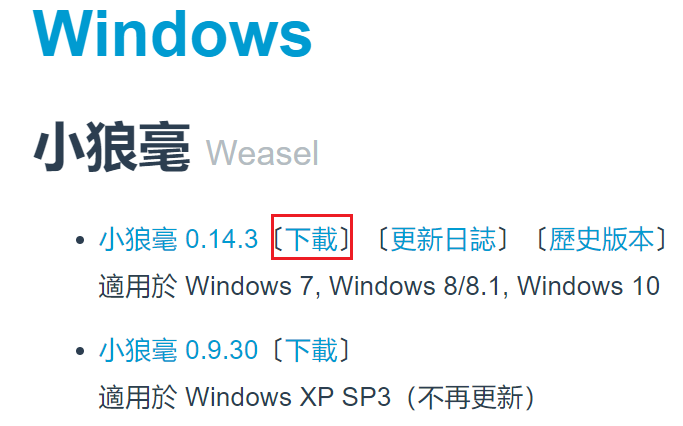 Windows
小狼毫 Weasel
• 小狼毫 0.14.3〔下載〕〔更新日誌〕〔歷史版本〕
適用於 Windows 7, Windows 8/8.1, Windows 10
• 小狼毫 0.9.30〔下載〕
適用於 Windows XP SP3（不再更新）